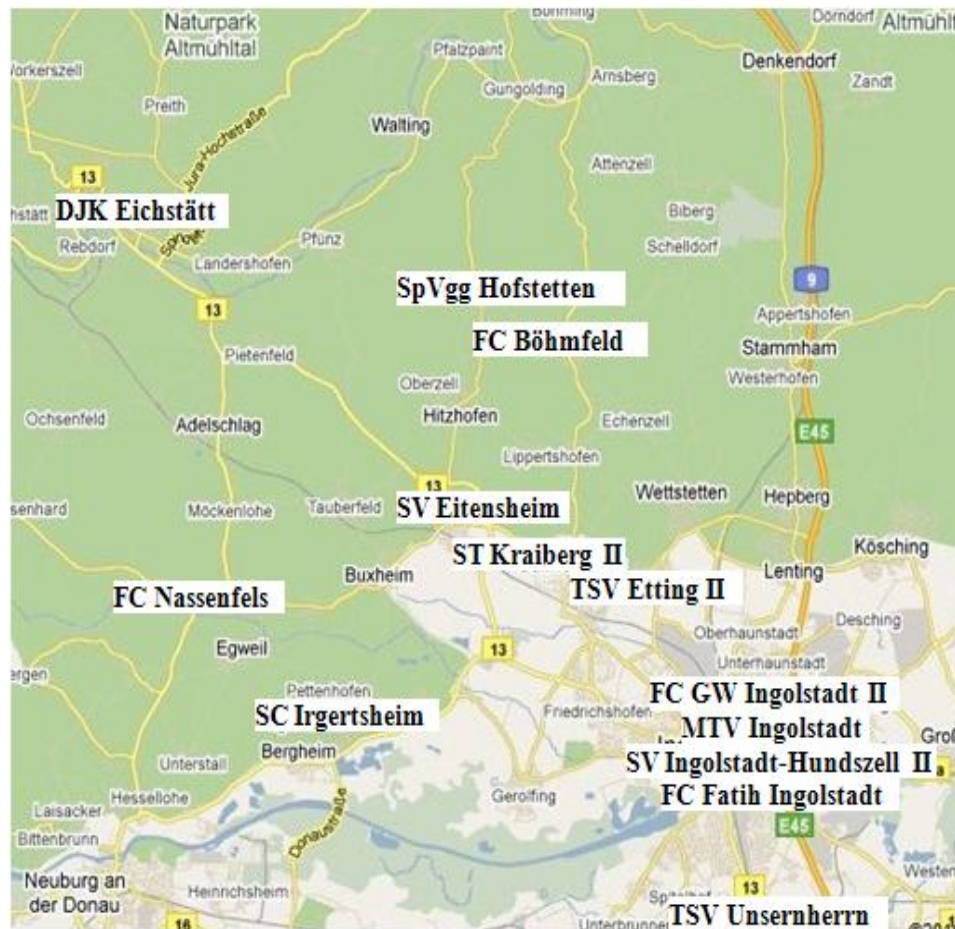 Böhming
Naturpark
Altmühltal
Dorndorf
Pfalzpaint
Denkendorf
Workerszell
Arnsberg
Gungolding
Zandt
Preith
Walting
Jura-Hochstraße
13
Attenzell
DJK Eichstätt
Biberg
Rebdorf
Pfünz
Schelldorf
Landershofen
SpVgg Hofstetten
9
13
Appertshofen
FC Böhmfeld
Stammham
Pietenfeld
Westerhofen
Oberzell
Ochsenfeld
Adelschlag
Hitzhofen
Echenzell
E45
Lippertshofen
13
Wettstetten
Hepberg
SV Eitensheim
Tauberfeld
Möckenlohe
ST Kraiberg II
Kösching
Buxheim
Lenting
FC Nassenfels
TSV Etting II
Desching
Oberhaunstadt
Egweil
13
Unterhaunstadt
Pettenhofen
FC GW Ingolstadt II
SC Irgertsheim
Friedrichshofen
MTV Ingolstadt
Bergheim
SV Ingolstadt-Hundszell II
Unterstall
Hessellohe
Gerolfing
FC Fatih Ingolstadt
Laisacker
E45
Bittenbrunn
Donaustraße
Neuburg an
der Donau
Heinrichsheim
13
TSV Unsernherrn
16